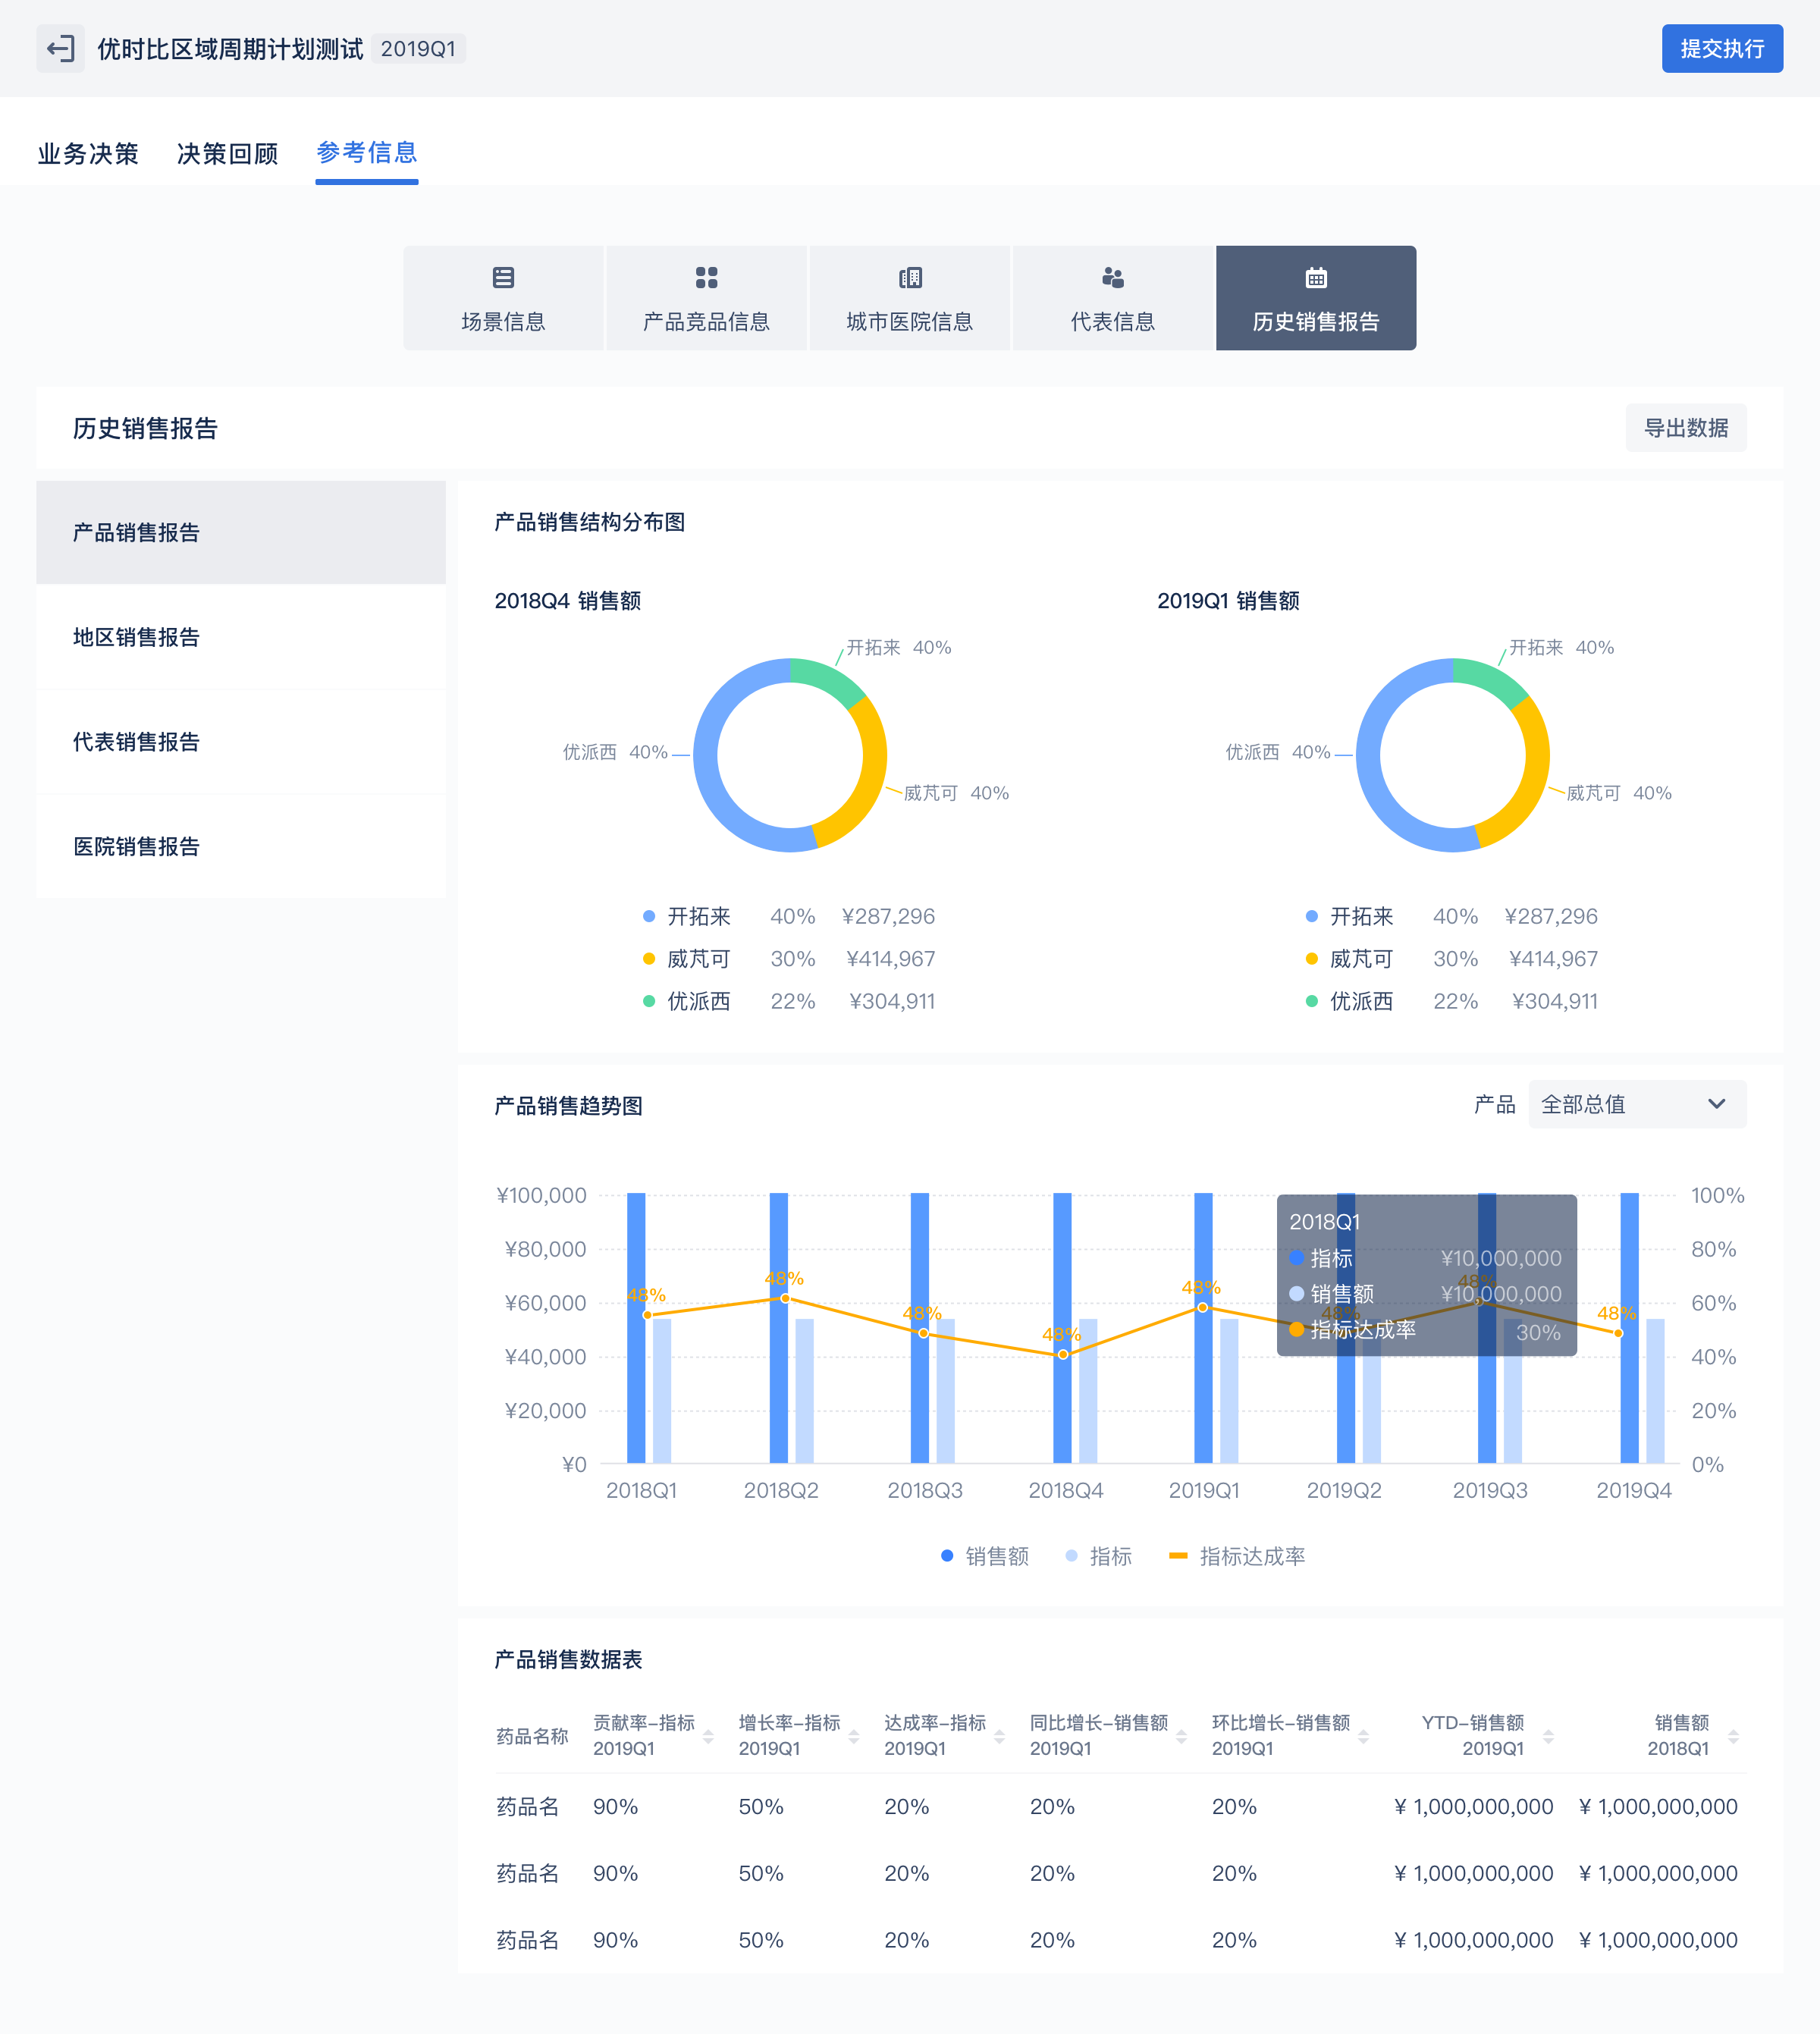 优时比区域周期计划测试 2019Q1
提交执行
业务决策 决策回顾 参考信息
场景信息 产品竞品信息 城市医院信息 代表信息 历史销售报告
历史销售报告
导出数据
产品销售报告
地区销售报告
代表销售报告
医院销售报告
产品销售结构分布图
2018Q4 销售额
开拓来 40%
优派西 40%
威芃可 40%
开拓来 40% ¥287,296
威芃可 30% ¥414,967
优派西 22% ¥304,911
2019Q1 销售额
开拓来 40%
优派西 40%
威芃可 40%
开拓来 40% ¥287,296
威芃可 30% ¥414,967
优派西 22% ¥304,911
产品销售趋势图
产品 全部总值
¥100,000
¥80,000
¥60,000
¥40,000
¥20,000
¥0
100%
80%
60%
40%
20%
0%
48% 48% 48% 48% 48% 48% 48% 48%
2018Q1
指标 ¥10,000,000
销售额 ¥10,000,000
指标达成率 30%
2018Q1 2018Q2 2018Q3 2018Q4 2019Q1 2019Q2 2019Q3 2019Q4
销售额 指标 指标达成率
产品销售数据表
药品名称 贡献率-指标 增长率-指标 达成率-指标 同比增长-销售额 环比增长-销售额 YTD-销售额 销售额
2019Q1 2019Q1 2019Q1 2019Q1 2019Q1 2019Q1 2018Q1
药品名 90% 50% 20% 20% 20% ¥ 1,000,000,000 ¥ 1,000,000,000
药品名 90% 50% 20% 20% 20% ¥ 1,000,000,000 ¥ 1,000,000,000
药品名 90% 50% 20% 20% 20% ¥ 1,000,000,000 ¥ 1,000,000,000